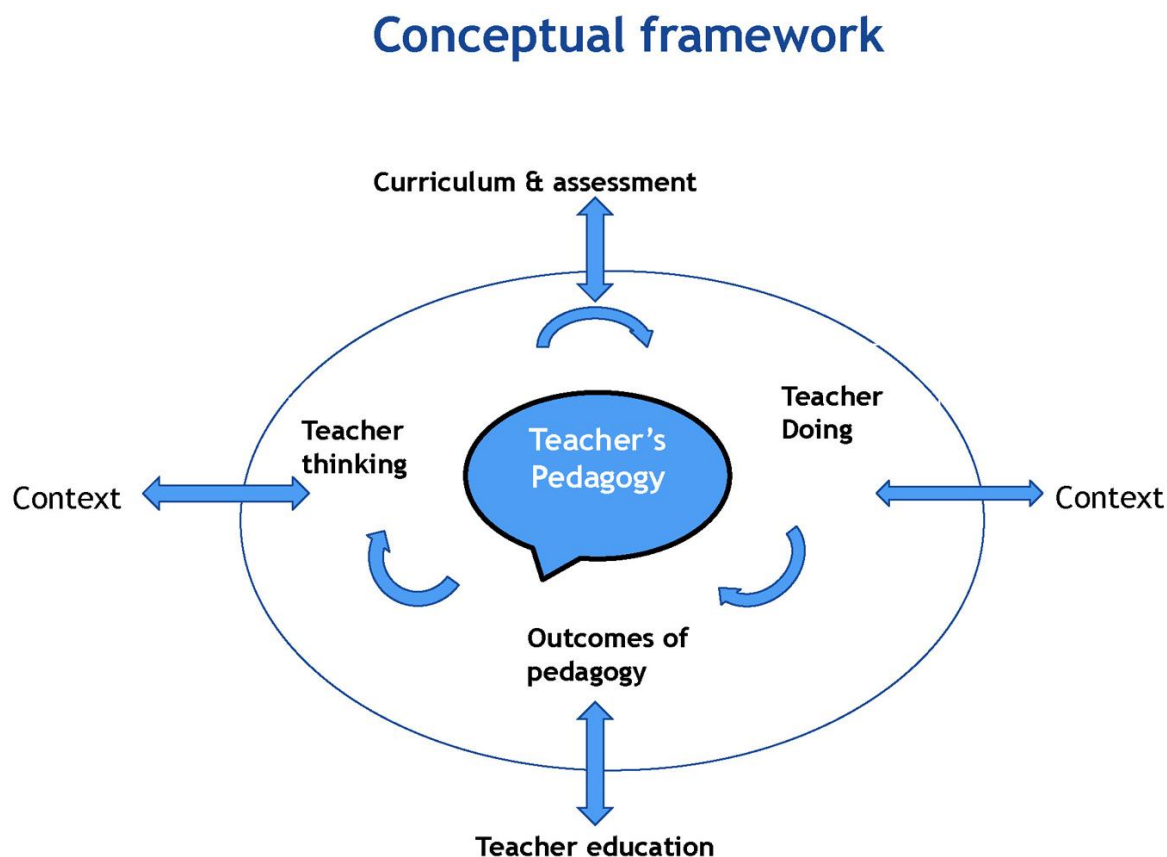 Conceptual framework
Curriculum & assessment
Teacher
thinking
Teacher's
Pedagogy
Teacher
Doing
Context
Context
Outcomes of
pedagogy
Teacher education